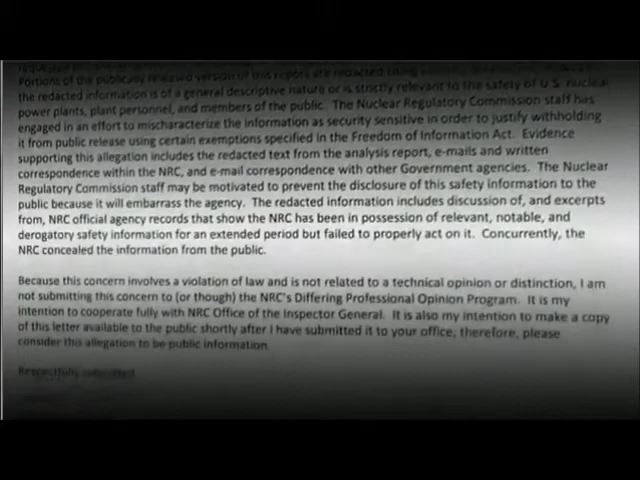 Portions of the publically released version of this report are redacted citing
the redacted information is of a general descriptive nature or is strictly relevant to the safety of U.S. nuclear
power plants, plant personnel, and members of the public. The Nuclear Regulatory Commission staff has
engaged in an effort to mischaracterize the information as security sensitive in order to justify withholding
it from public release using certain exemptions specified in the Freedom of Information Act. Evidence
supporting this allegation includes the redacted text from the analysis report, e-mails and written
correspondence within the NRC, and e-mail correspondence with other Government agencies. The Nuclear
Regulatory Commission staff may be motivated to prevent the disclosure of this safety information to the
public because it will embarrass the agency. The redacted information includes discussion of, and excerpts
from, NRC official agency records that show the NRC has been in possession of relevant, notable, and
derogatory safety information for an extended period but failed to properly act on it. Concurrently, the
NRC concealed the information from the public.
Because this concern involves a violation of law and is not related to a technical opinion or distinction, I am
not submitting this concern to (or though) the NRC's Differing Professional Opinion Program. It is my
intention to cooperate fully with NRC Office of the Inspector General. It is also my intention to make a copy
of this letter available to the public shortly after I have submitted it to your office, therefore, please
consider this allegation to be public information.
Respectfully submitted